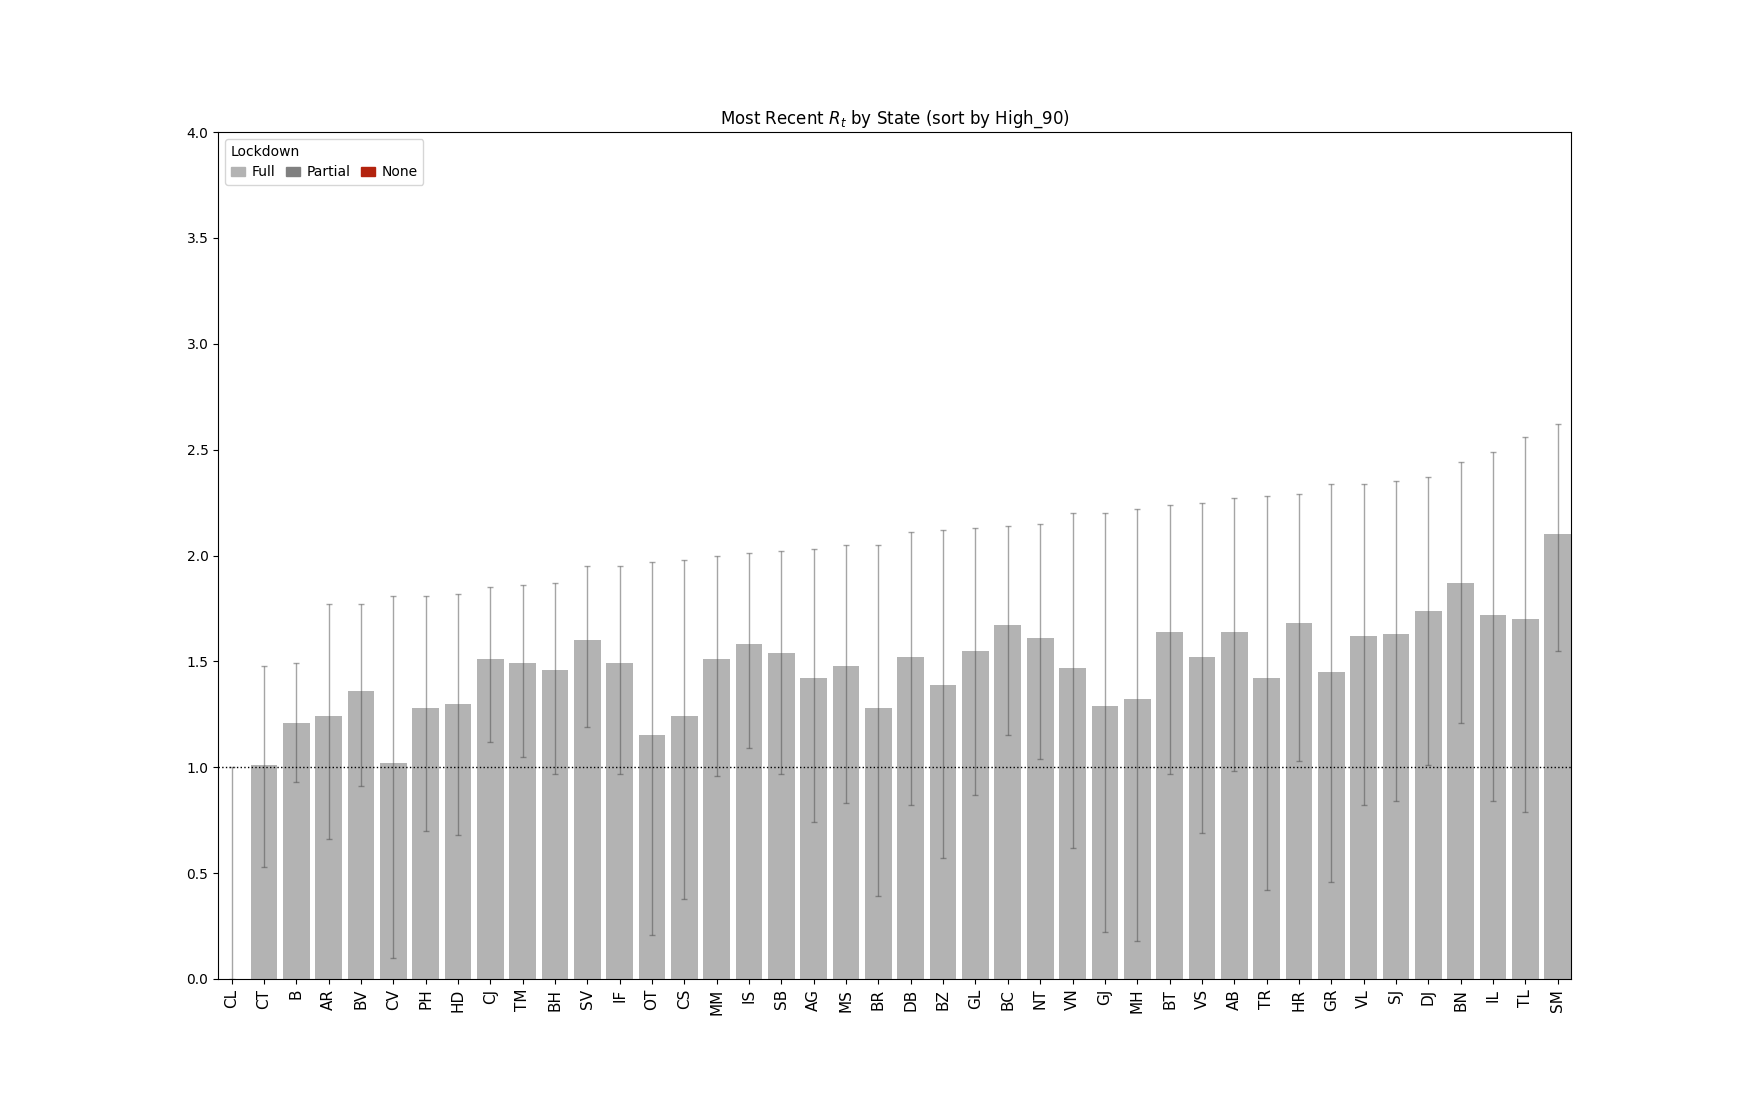 Most Recent R_t by State (sort by High_90)
Lockdown
Full Partial None
4.0
3.5
3.0
2.5
2.0
1.5
1.0
0.5
0.0
CL CT B AR BV CV PH HD CJ TM BH SV IF OT CS MM IS SB AG MS BR DB BZ GL BC NT VN GJ MH BT VS AB TR HR GR VL SJ DJ BN IL TL SM